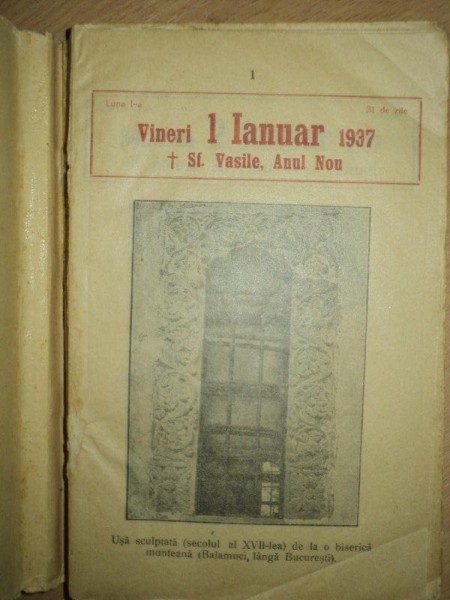 I
Luna I-a
31 de zile
Vineri 1 Ianuar 1937
† Sf. Vasile, Anul Nou
Ușă sculptată (secolul al XVII-lea) de la o biserică
munteană (Balamuci, lângă București).